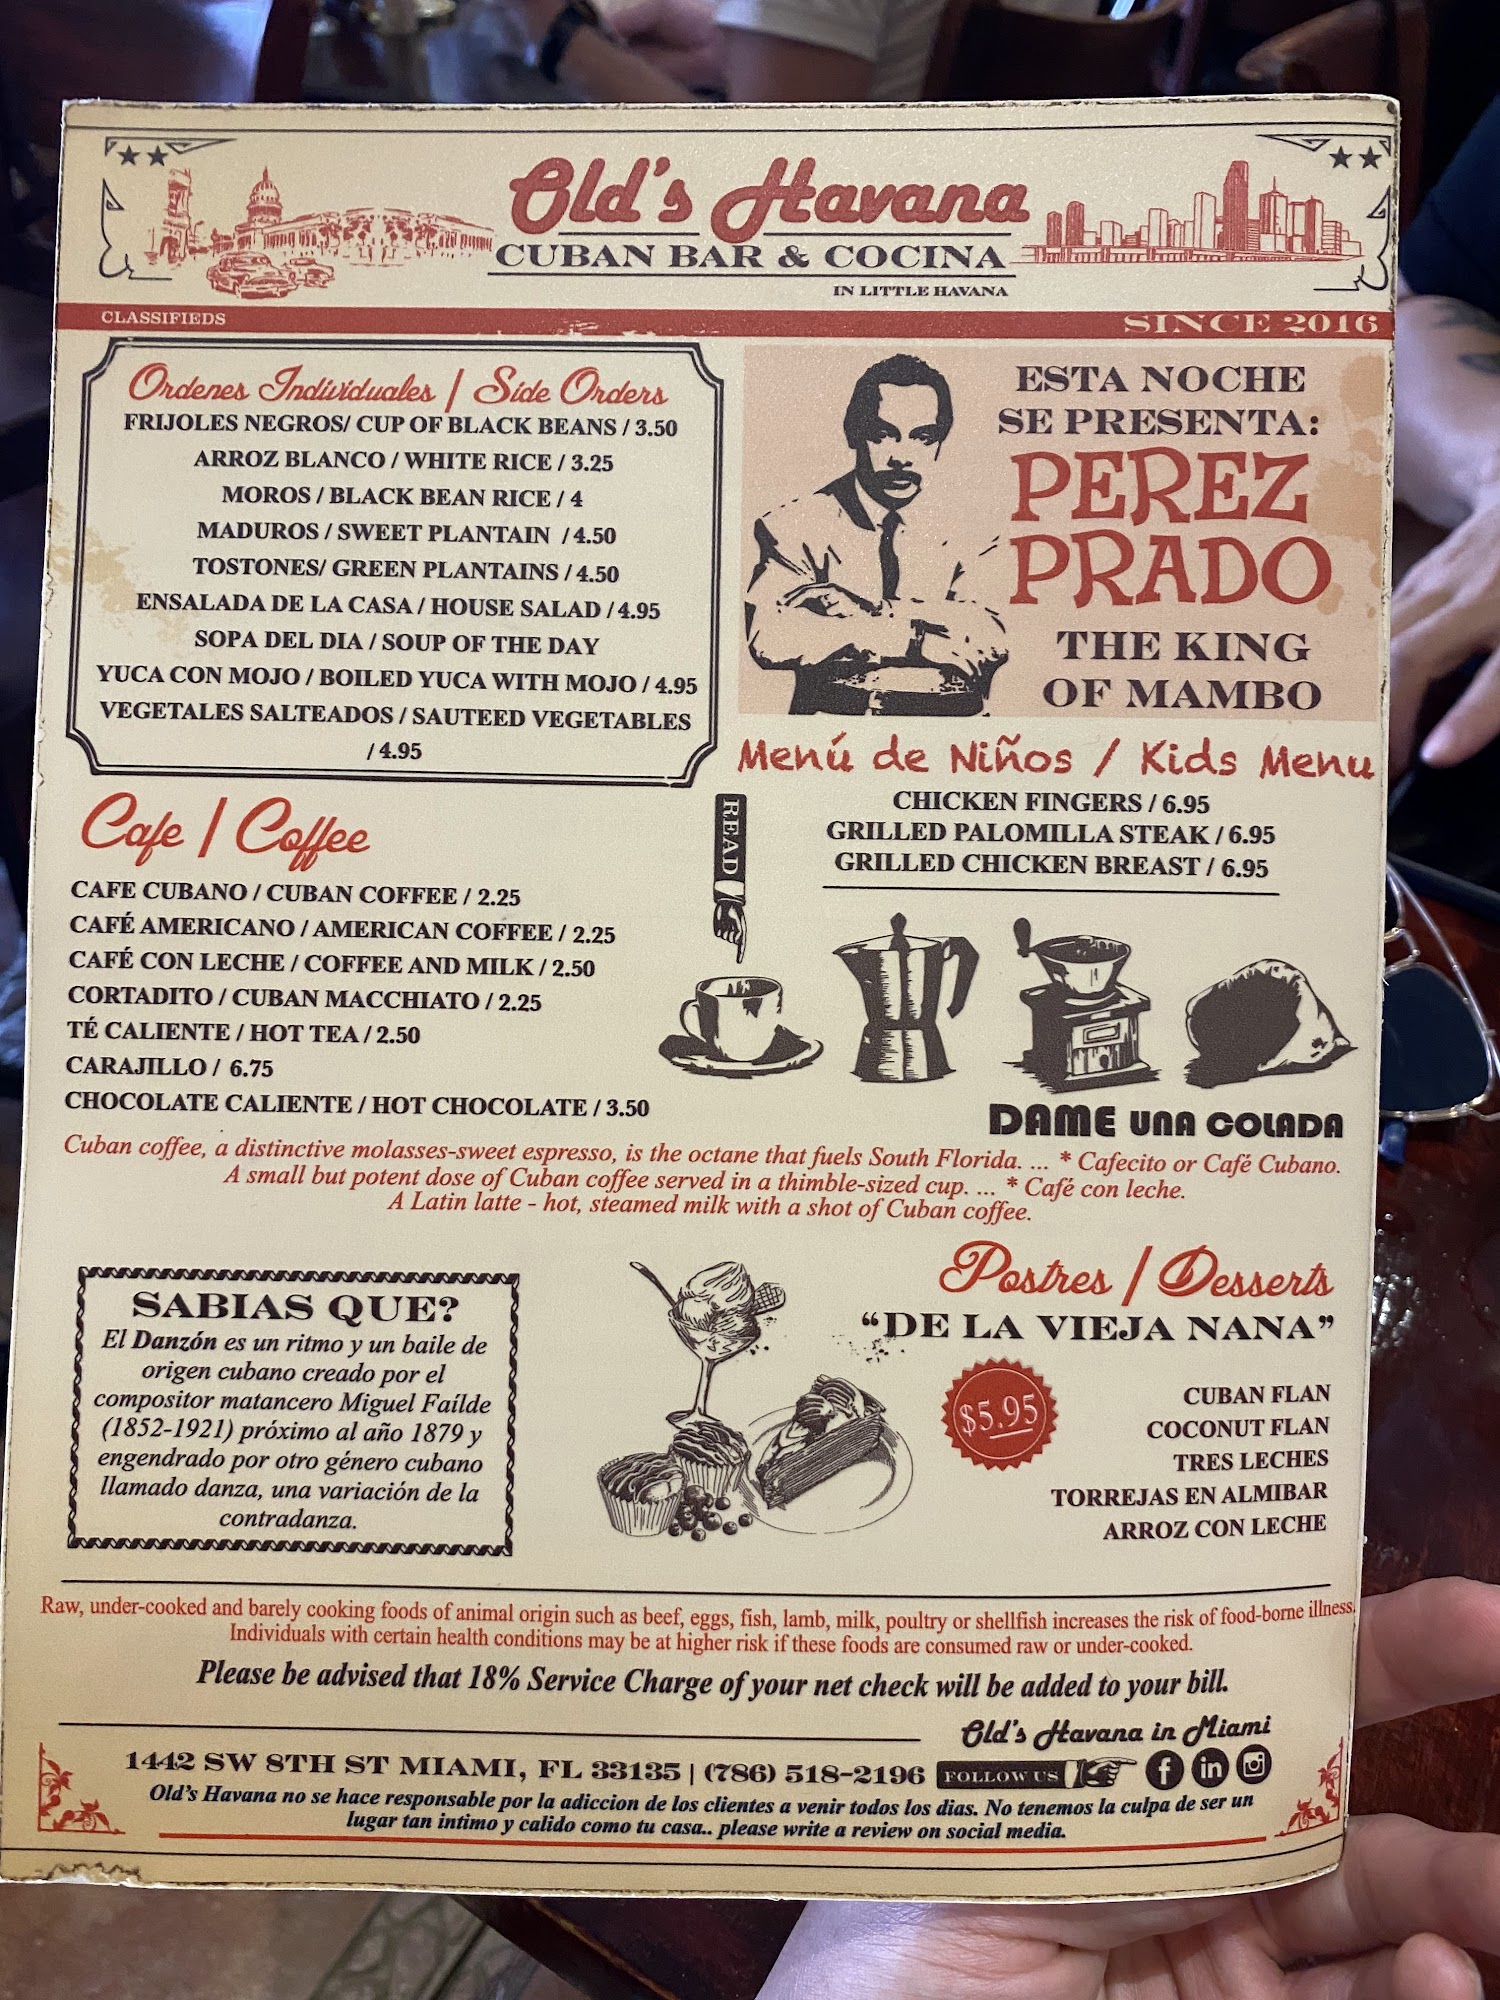 Old's Havana
CUBAN BAR & COCINA
IN LITTLE HAVANA
CLASSIFIEDS
SINCE 2016
Ordenes Individuales / Side Orders
FRIJOLES NEGROS/ CUP OF BLACK BEANS / 3.50
ARROZ BLANCO / WHITE RICE / 3.25
MOROS / BLACK BEAN RICE / 4
MADUROS / SWEET PLANTAIN / 4.50
TOSTONES/ GREEN PLANTAINS / 4.50
ENSALADA DE LA CASA / HOUSE SALAD / 4.95
SOPA DEL DIA / SOUP OF THE DAY
YUCA CON MOJO / BOILED YUCA WITH MOJO / 4.95
VEGETALES SALTEADOS / SAUTEED VEGETABLES
/ 4.95
ESTA NOCHE
SE PRESENTA:
PEREZ
PRADO
THE KING
OF MAMBO
Menú de Niños / Kids Menu
CHICKEN FINGERS / 6.95
GRILLED PALOMILLA STEAK / 6.95
GRILLED CHICKEN BREAST / 6.95
READ
Cafe / Coffee
CAFE CUBANO / CUBAN COFFEE / 2.25
CAFÉ AMERICANO / AMERICAN COFFEE / 2.25
CAFÉ CON LECHE / COFFEE AND MILK / 2.50
CORTADITO / CUBAN MACCHIATO / 2.25
TÉ CALIENTE / HOT TEA / 2.50
CARAJILLO / 6.75
CHOCOLATE CALIENTE / HOT CHOCOLATE / 3.50
DAME UNA COLADA
Cuban coffee, a distinctive molasses-sweet espresso, is the octane that fuels South Florida. ... * Cafecito or Café Cubano.
A small but potent dose of Cuban coffee served in a thimble-sized cup. ... * Café con leche.
A Latin latte - hot, steamed milk with a shot of Cuban coffee.
SABIAS QUE?
El Danzón es un ritmo y un baile de
origen cubano creado por el
compositor matancero Miguel Faílde
(1852-1921) próximo al año 1879 y
engendrado por otro género cubano
llamado danza, una variación de la
contradanza.
Postres / Desserts
“DE LA VIEJA NANA”
$5.95
CUBAN FLAN
COCONUT FLAN
TRES LECHES
TORREJAS EN ALMIBAR
ARROZ CON LECHE
Raw, under-cooked and barely cooking foods of animal origin such as beef, eggs, fish, lamb, milk, poultry or shellfish increases the risk of food-borne illness.
Individuals with certain health conditions may be at higher risk if these foods are consumed raw or under-cooked.
Please be advised that 18% Service Charge of your net check will be added to your bill.
Old's Havana in Miami
1442 SW 8TH ST MIAMI, FL 33135 | (786) 518-2196
FOLLOW US
f in
Old's Havana no se hace responsable por la adiccion de los clientes a venir todos los dias. No tenemos la culpa de ser un
lugar tan intimo y calido como tu casa.. please write a review on social media.